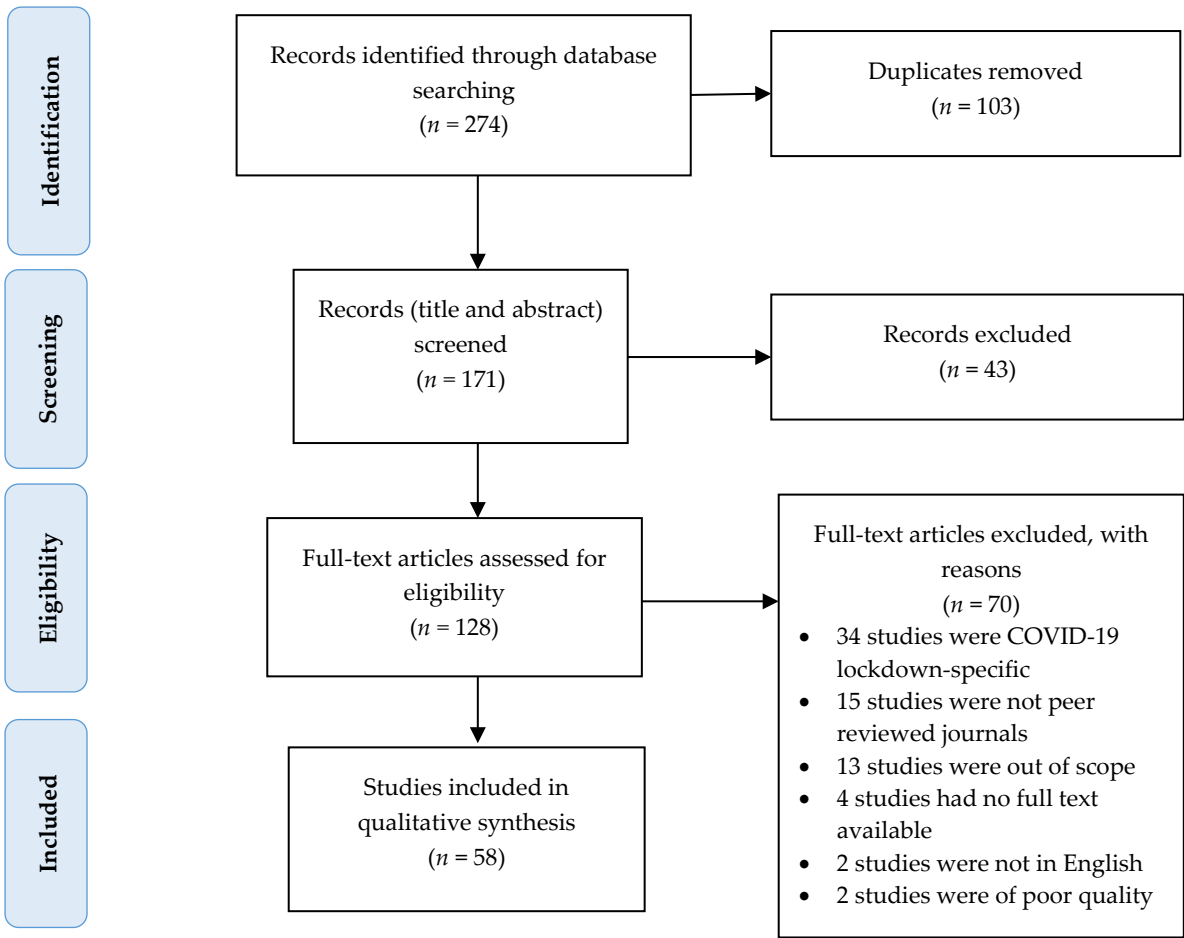 Identification
Records identified through database
searching
(n = 274)
Duplicates removed
(n = 103)
Screening
Records (title and abstract)
screened
(n = 171)
Records excluded
(n = 43)
Eligibility
Full-text articles assessed for
eligibility
(n = 128)
Full-text articles excluded, with
reasons
(n = 70)
• 34 studies were COVID-19
lockdown-specific
• 15 studies were not peer
reviewed journals
• 13 studies were out of scope
• 4 studies had no full text
available
• 2 studies were not in English
• 2 studies were of poor quality
Included
Studies included in
qualitative synthesis
(n = 58)